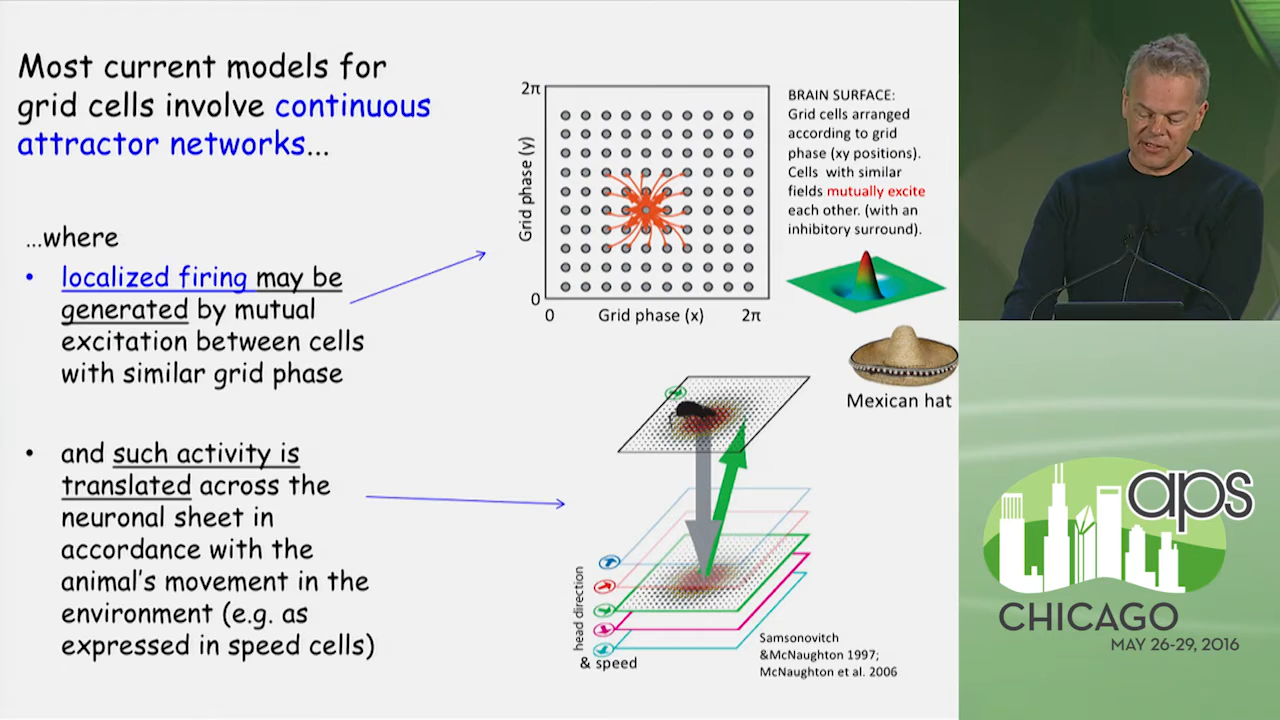 Most current models for
grid cells involve continuous
attractor networks...
...where
• localized firing may be
generated by mutual
excitation between cells
with similar grid phase
• and such activity is
translated across the
neuronal sheet in
accordance with the
animal's movement in the
environment (e.g. as
expressed in speed cells)
2π
Grid phase (y)
0
0 Grid phase (x) 2π
BRAIN SURFACE:
Grid cells arranged
according to grid
phase (xy positions).
Cells with similar
fields mutually excite
each other. (with an
inhibitory surround).
Mexican hat
head direction
& speed
Samsonovitch
&McNaughton 1997;
McNaughton et al. 2006
aps
CHICAGO
MAY 26-29, 2016